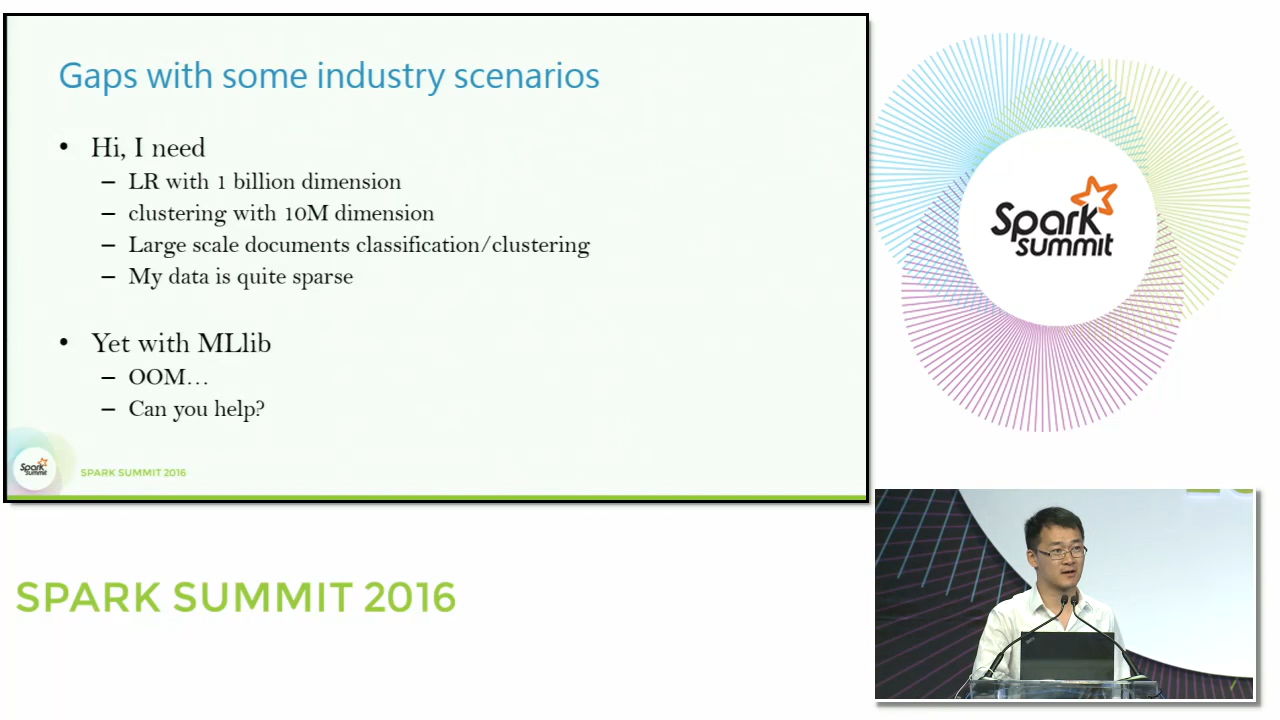 Gaps with some industry scenarios
• Hi, I need
– LR with 1 billion dimension
– clustering with 10M dimension
– Large scale documents classification/clustering
– My data is quite sparse
• Yet with MLlib
– OOM…
– Can you help?
Spark
summit
SPARK SUMMIT 2016
Spark
summit
SPARK SUMMIT 2016